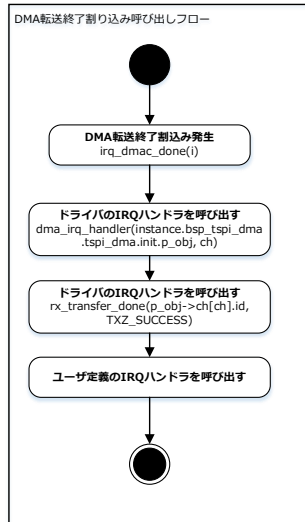 DMA転送終了割り込み呼び出しフロー
DMA転送終了割込み発生
irq_dmac_done(i)
ドライバのIRQハンドラを呼び出す
dma_irq_handler(instance.bsp_tspi_dma
.tspi_dma.init.p_obj, ch)
ドライバのIRQハンドラを呼び出す
rx_transfer_done(p_obj->ch[ch].id,
TXZ_SUCCESS)
ユーザ定義のIRQハンドラを呼び出す